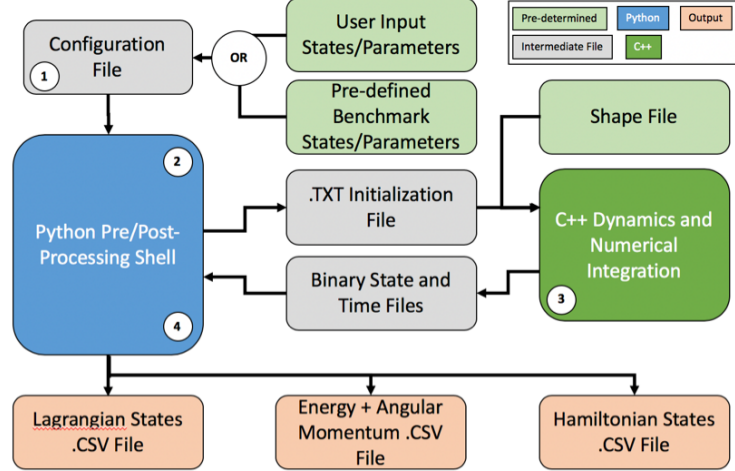 Configuration
File
1
OR
User Input
States/Parameters
Pre-defined
Benchmark
States/Parameters
Pre-determined
Python
Output
Intermediate File
C++
Shape File
2
Python Pre/Post-
Processing Shell
4
.TXT Initialization
File
Binary State and
Time Files
C++ Dynamics and
Numerical
Integration
3
Lagrangian States
.CSV File
Energy + Angular
Momentum .CSV
File
Hamiltonian States
.CSV File